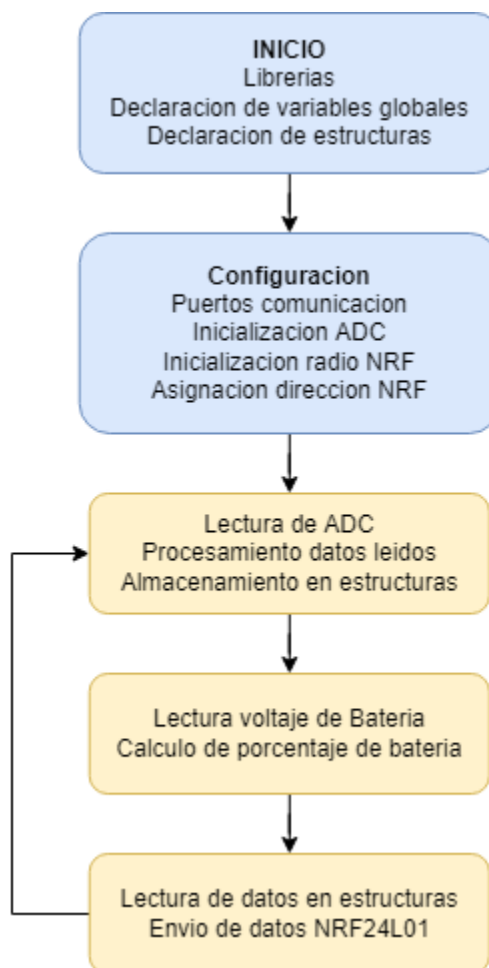 INICIO
Librerias
Declaracion de variables globales
Declaracion de estructuras
Configuracion
Puertos comunicacion
Inicializacion ADC
Inicializacion radio NRF
Asignacion direccion NRF
Lectura de ADC
Procesamiento datos leidos
Almacenamiento en estructuras
Lectura voltaje de Bateria
Calculo de porcentaje de bateria
Lectura de datos en estructuras
Envio de datos NRF24L01